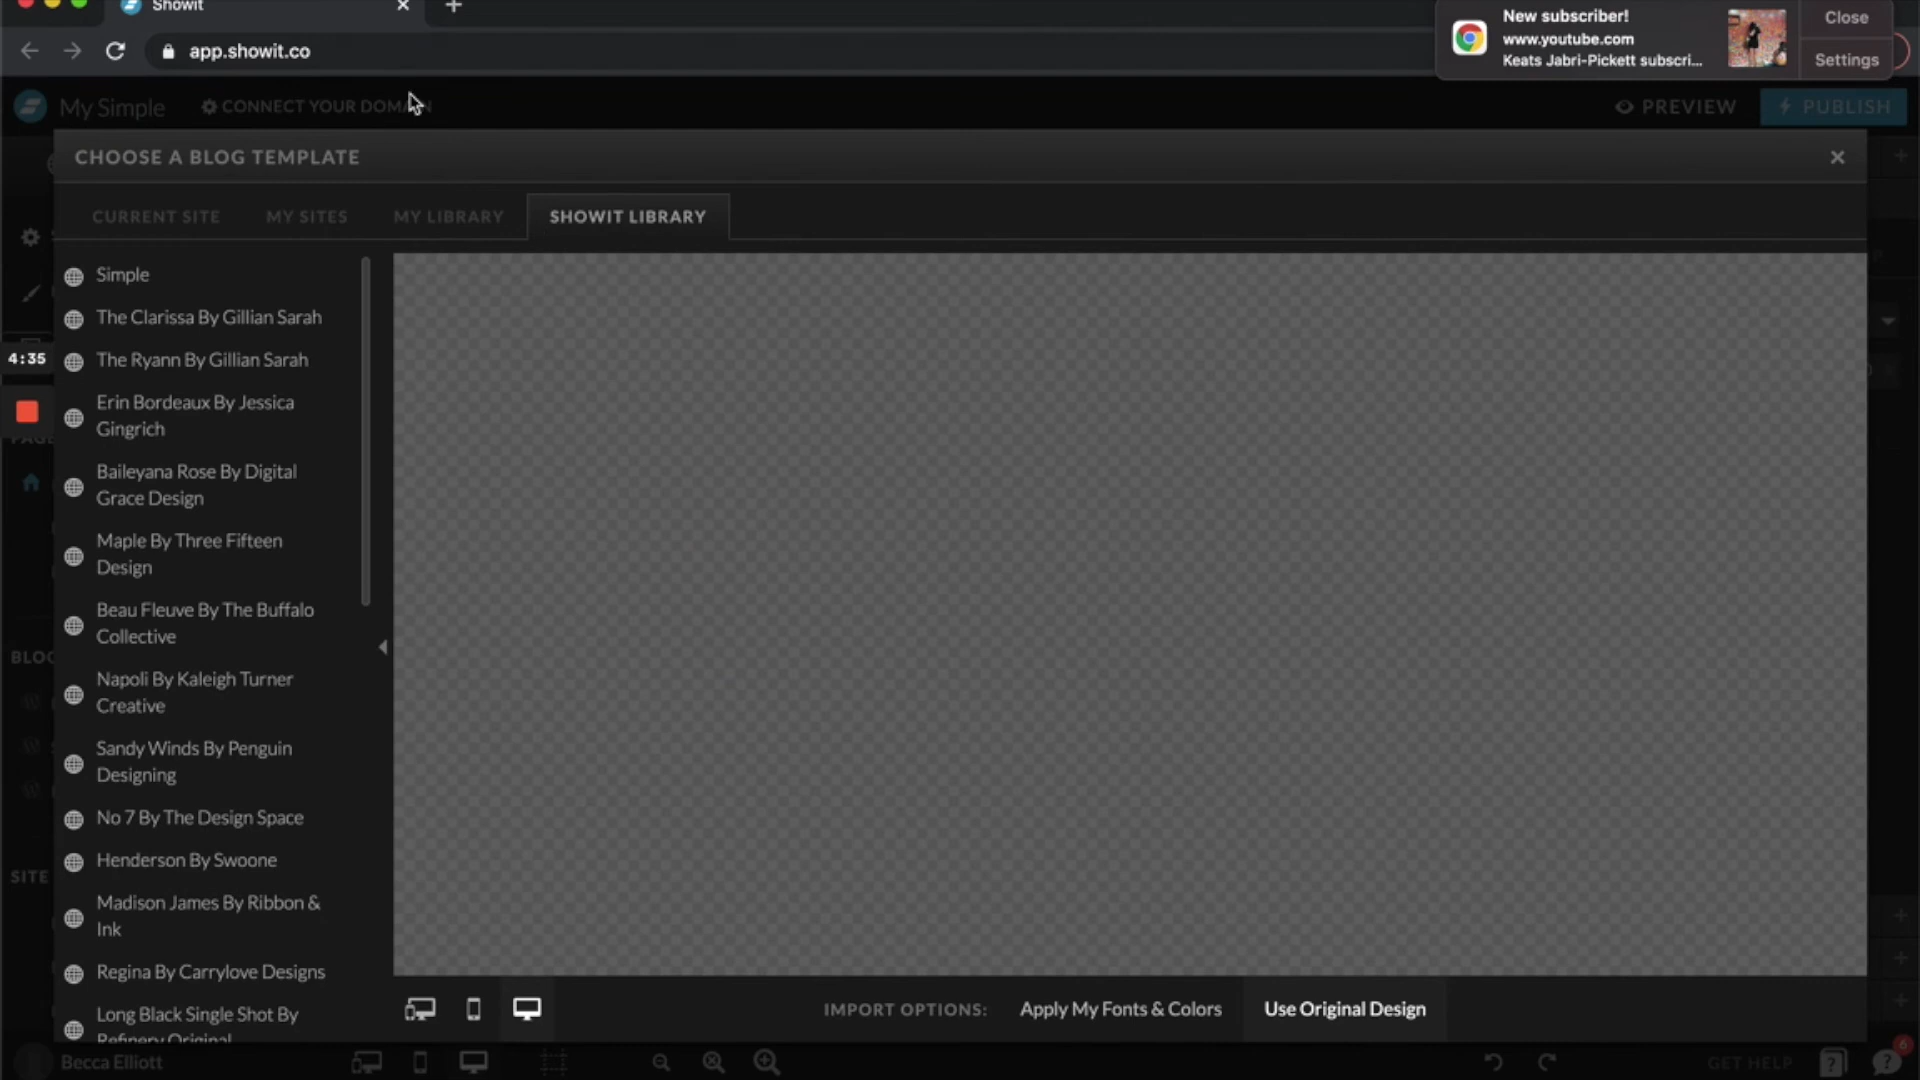 Showit
New subscriber!
www.youtube.com
Keats Jabri-Pickett subscri...
Close
Settings
app.showit.co
My Simple
CONNECT YOUR DOMAIN
PREVIEW
PUBLISH
CHOOSE A BLOG TEMPLATE
CURRENT SITE
MY SITES
MY LIBRARY
SHOWIT LIBRARY
Simple
The Clarissa By Gillian Sarah
The Ryann By Gillian Sarah
4:35
Erin Bordeaux By Jessica
Gingrich
Baileyana Rose By Digital
Grace Design
Maple By Three Fifteen
Design
Beau Fleuve By The Buffalo
Collective
Napoli By Kaleigh Turner
Creative
Sandy Winds By Penguin
Designing
No 7 By The Design Space
Henderson By Swoone
SITE
Madison James By Ribbon &
Ink
Regina By Carrylove Designs
Long Black Single Shot By
Refinery Original
IMPORT OPTIONS:
Apply My Fonts & Colors
Use Original Design
Becca Elliott
GET HELP
6